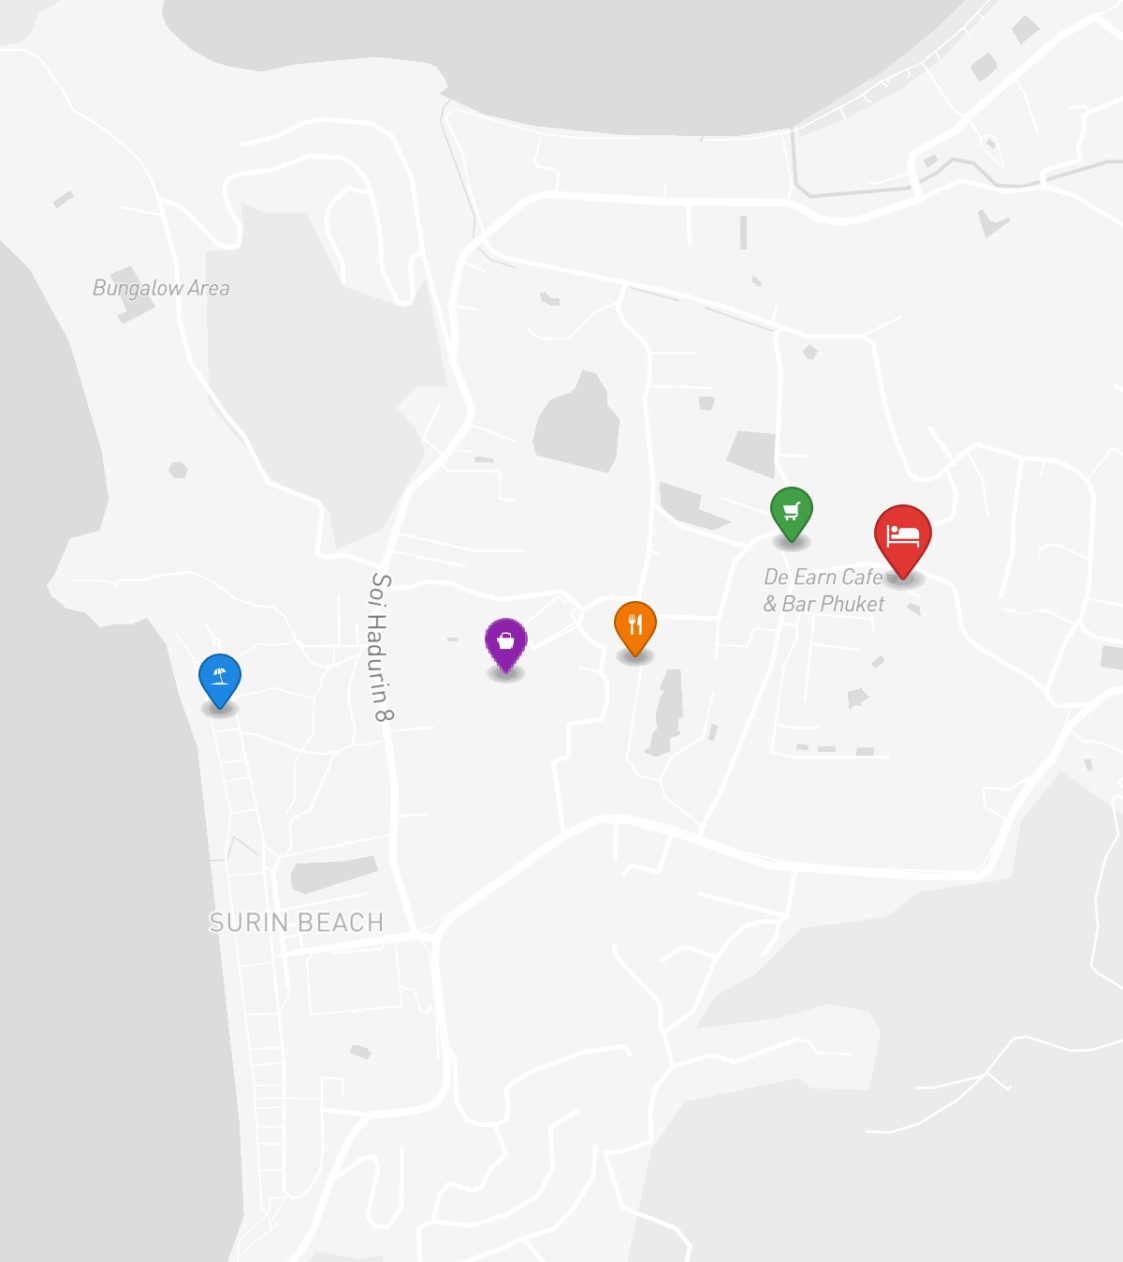 Bungalow Area
De Earn Cafe
& Bar Phuket
Soi Hadurin 8
SURIN BEACH